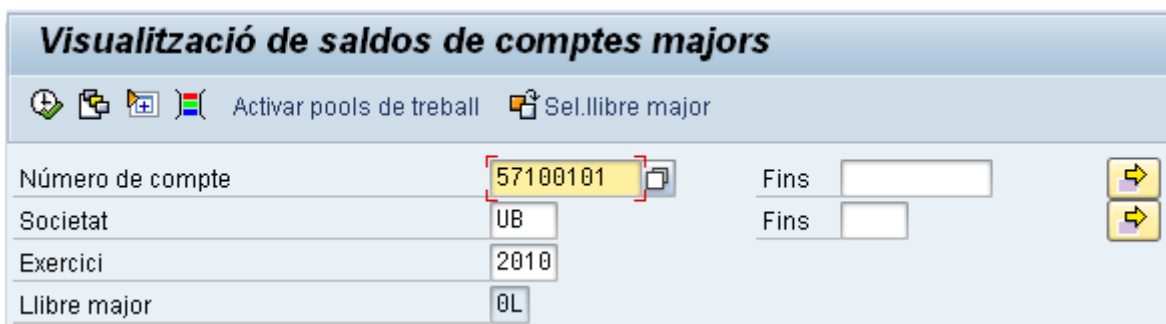 Visualització de saldos de comptes majors
Activar pools de treball Sel.llibre major
Número de compte 57100101 Fins
Societat UB Fins
Exercici 2010
Llibre major 0L